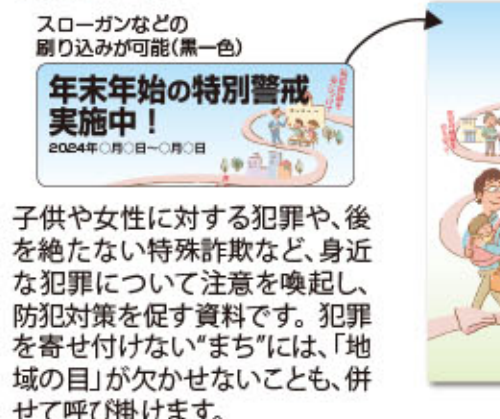 スローガンなどの
刷り込みが可能(黒一色)
年末年始の特別警戒
実施中！
2024年○月○日〜○月○日
子供や女性に対する犯罪や、後
を絶たない特殊詐欺など、身近
な犯罪について注意を喚起し、
防犯対策を促す資料です。犯罪
を寄せ付けない“まち”には、「地
域の目」が欠かせないことも、併
せて呼び掛けます。